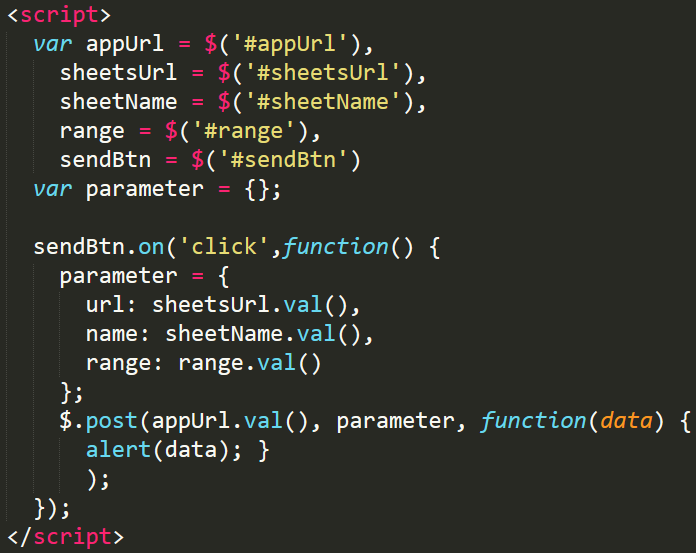 <script>
  var appUrl = $('#appUrl'),
    sheetsUrl = $('#sheetsUrl'),
    sheetName = $('#sheetName'),
    range = $('#range'),
    sendBtn = $('#sendBtn')
  var parameter = {};

  sendBtn.on('click',function() {
    parameter = {
      url: sheetsUrl.val(),
      name: sheetName.val(),
      range: range.val()
    };
    $.post(appUrl.val(), parameter, function(data) {
      alert(data); }
      );
  });
</script>